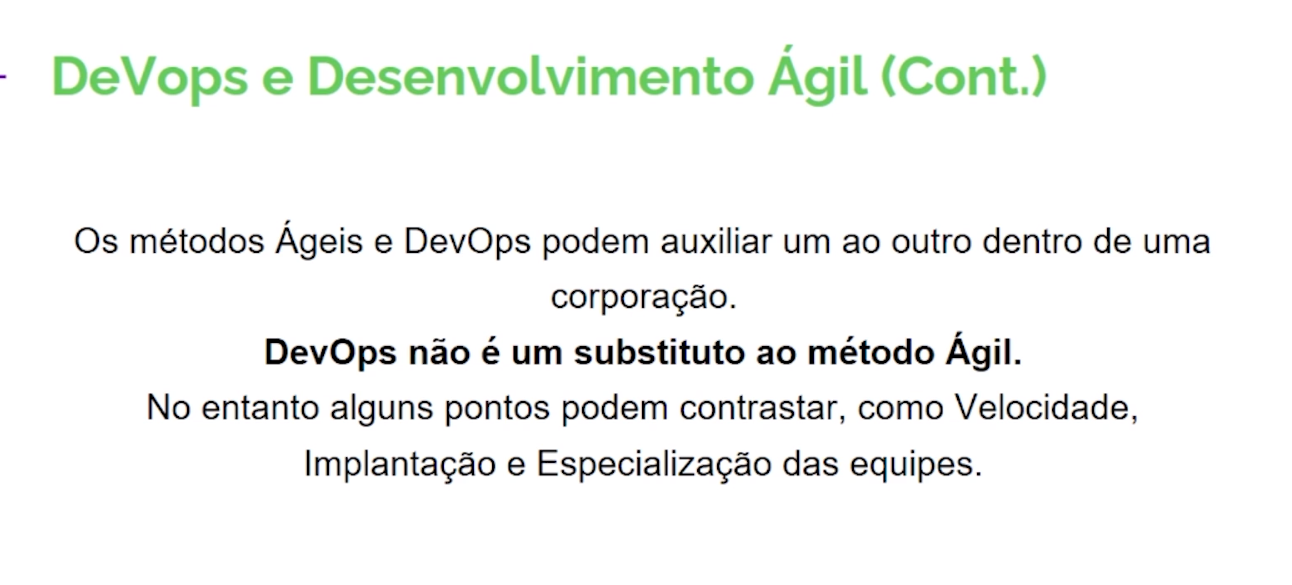 DeVops e Desenvolvimento Ágil (Cont.)
Os métodos Ágeis e DevOps podem auxiliar um ao outro dentro de uma
corporação.
DevOps não é um substituto ao método Ágil.
No entanto alguns pontos podem contrastar, como Velocidade,
Implantação e Especialização das equipes.